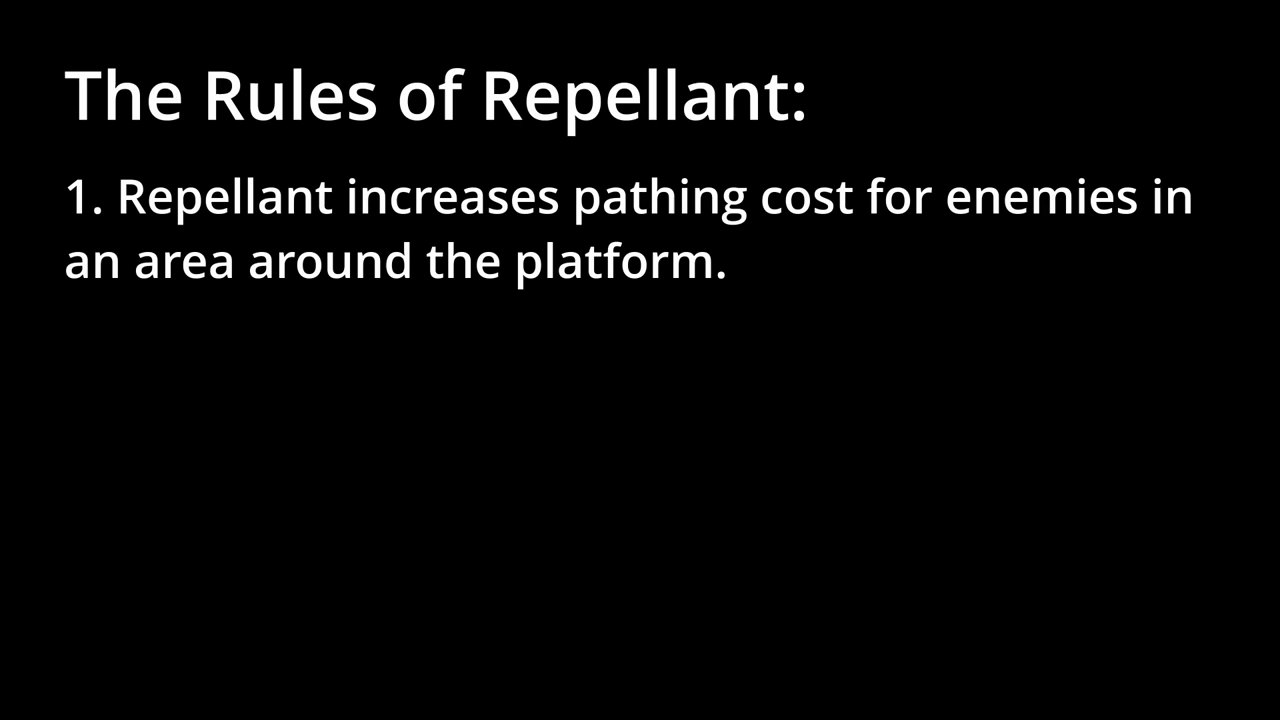 The Rules of Repellant:
1. Repellant increases pathing cost for enemies in
an area around the platform.